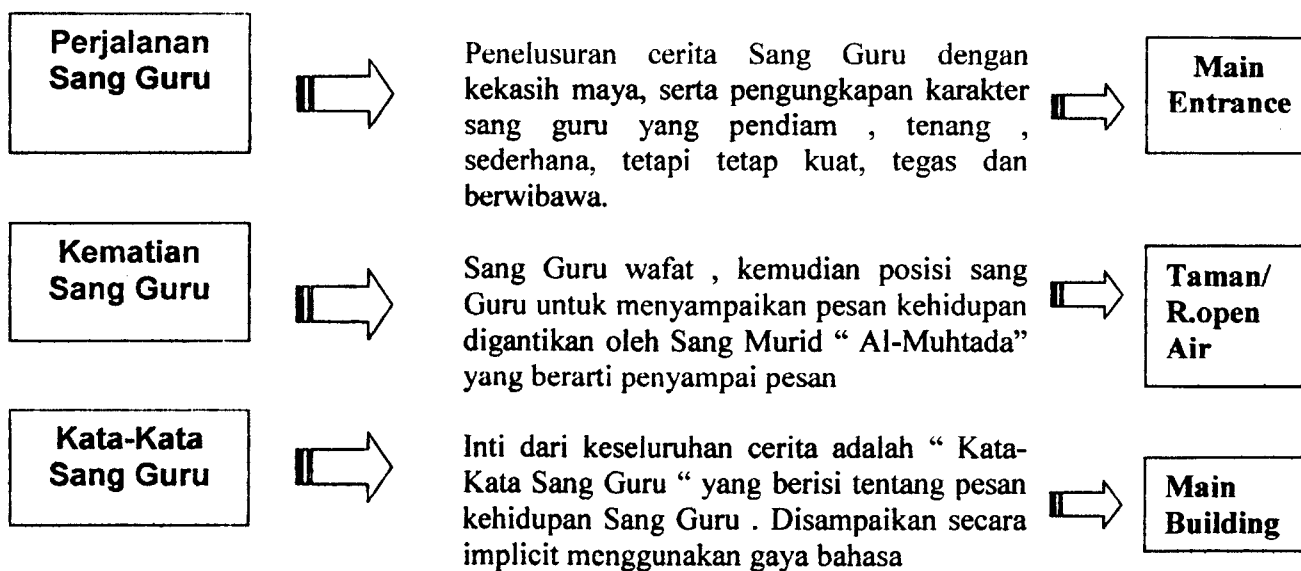 Perjalanan
Sang Guru
Penelusuran cerita Sang Guru dengan
kekasih maya, serta pengungkapan karakter
sang guru yang pendiam , tenang ,
sederhana, tetapi tetap kuat, tegas dan
berwibawa.
Main
Entrance
Kematian
Sang Guru
Sang Guru wafat , kemudian posisi sang
Guru untuk menyampaikan pesan kehidupan
digantikan oleh Sang Murid “ Al-Muhtada”
yang berarti penyampai pesan
Taman/
R.open
Air
Kata-Kata
Sang Guru
Inti dari keseluruhan cerita adalah “ Kata-
Kata Sang Guru “ yang berisi tentang pesan
kehidupan Sang Guru . Disampaikan secara
implicit menggunakan gaya bahasa
Main
Building